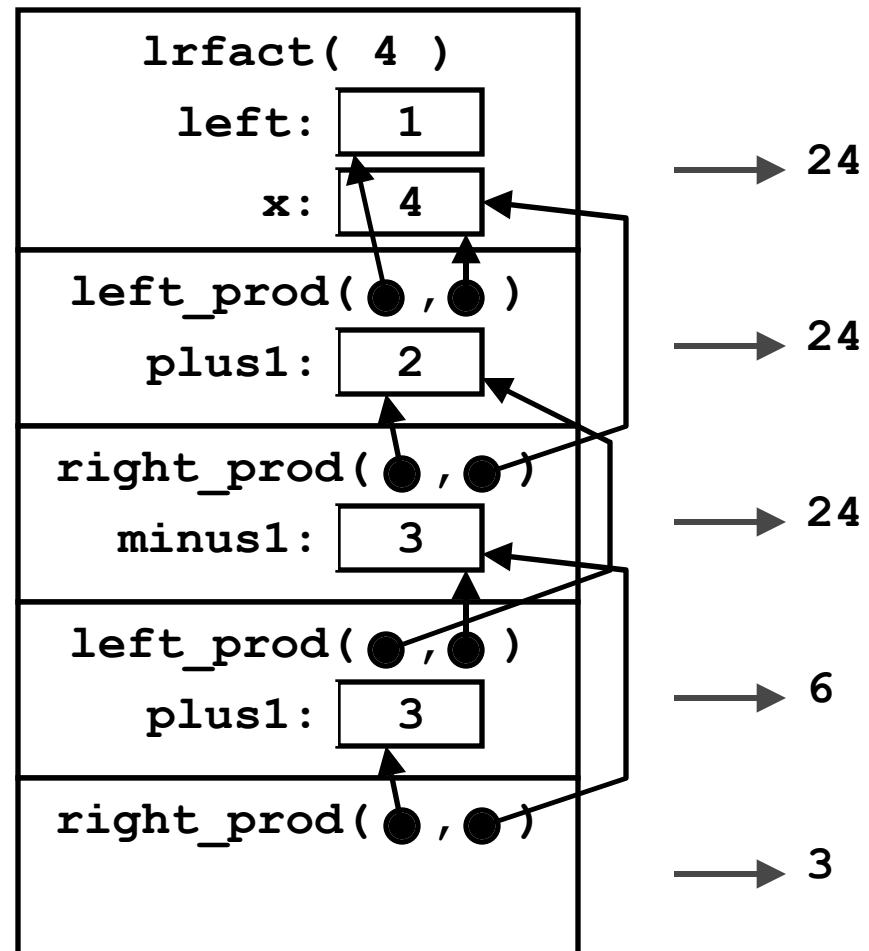 lrfact( 4 )
left: 1
24
x: 4
left_prod( , )
24
plus1: 2
right_prod( , )
24
minus1: 3
left_prod( , )
6
plus1: 3
right_prod( , )
3